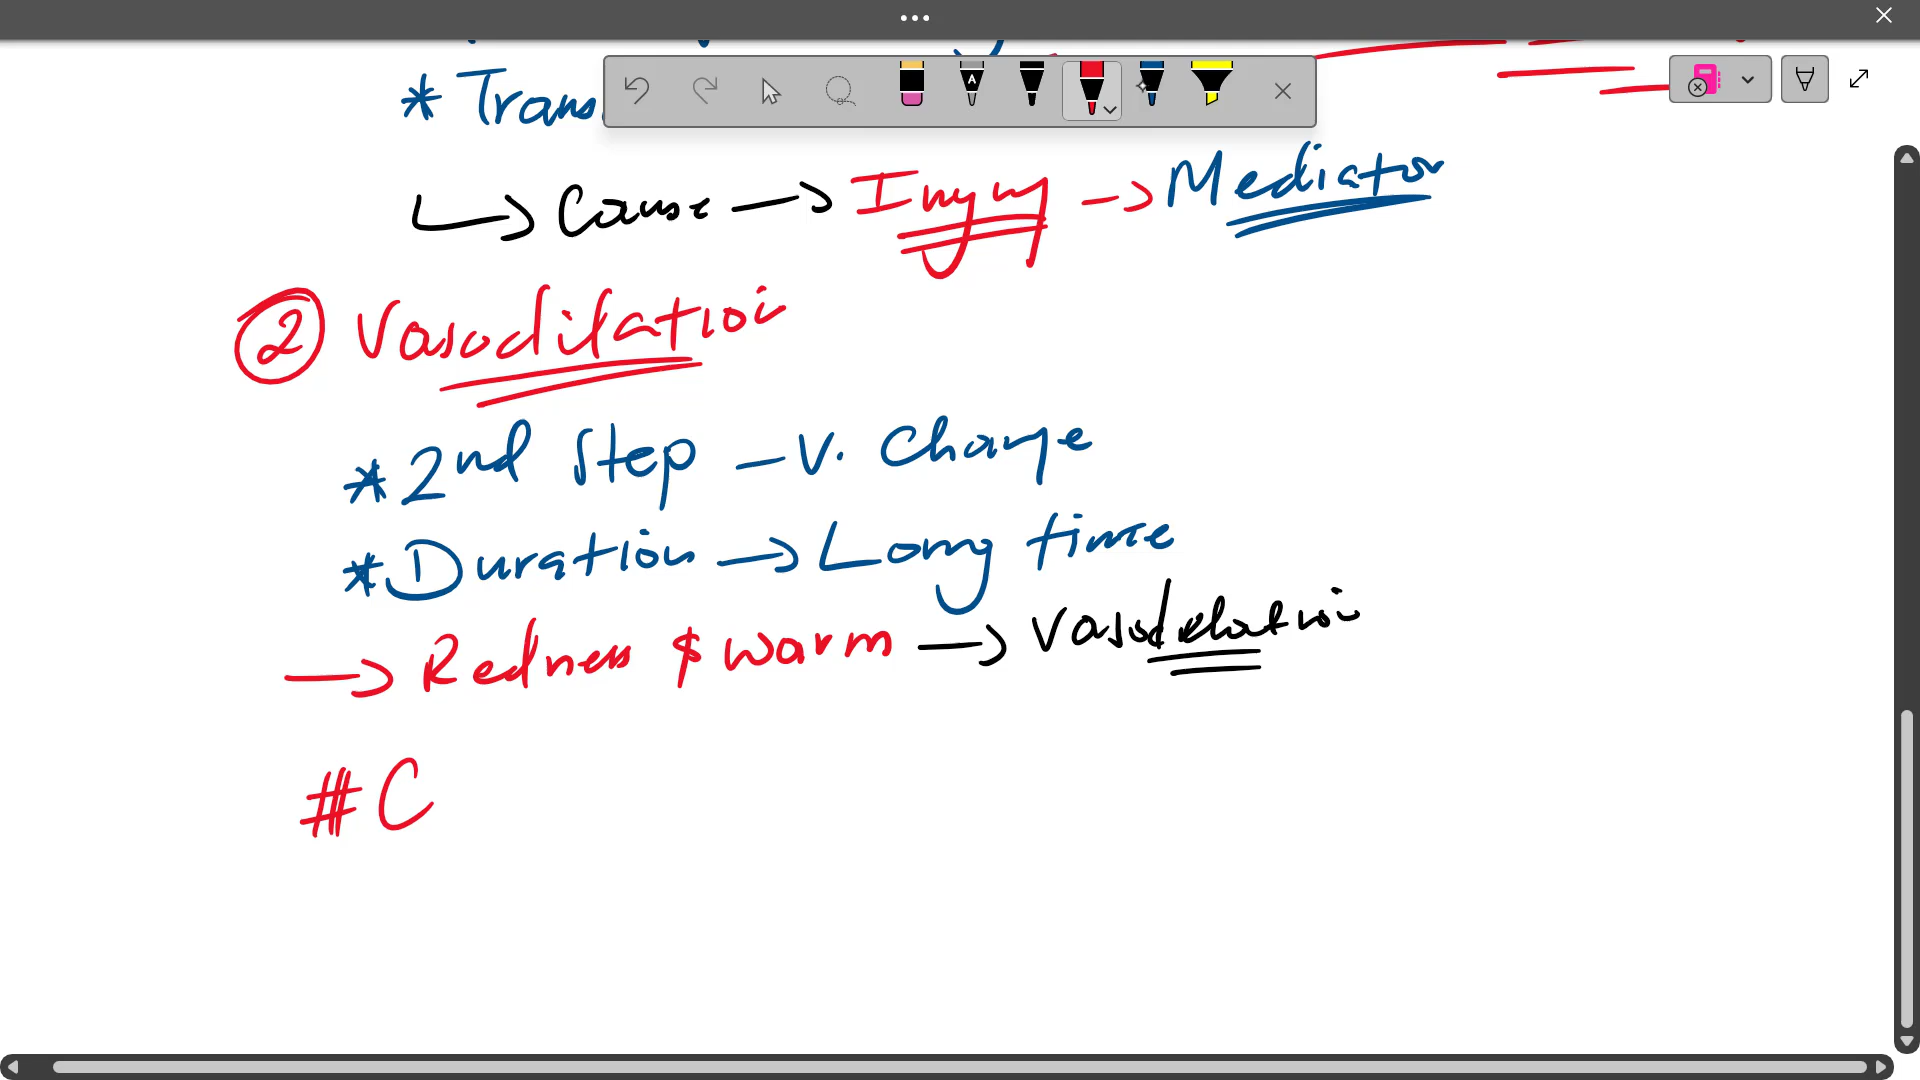 * Trans
↳ Cause → Injury → Mediator
② Vasodilation
* 2nd Step – V. Change
* Duration → Long time
→ Redness & warm → Vasodilation
# C